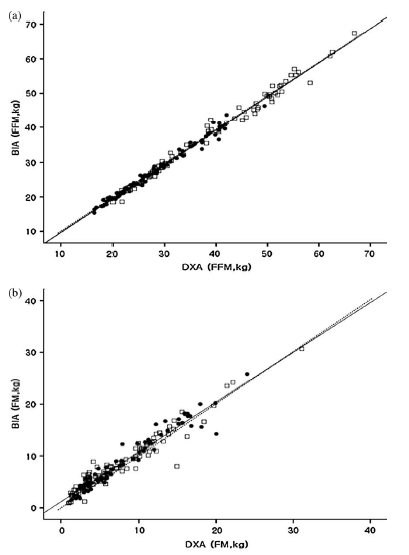 (a)
70
60
50
40
30
20
10
BIA (FFM,kg)
10 20 30 40 50 60 70
DXA (FFM,kg)
(b)
40
30
20
10
0
BIA (FM,kg)
0 10 20 30 40
DXA (FM,kg)